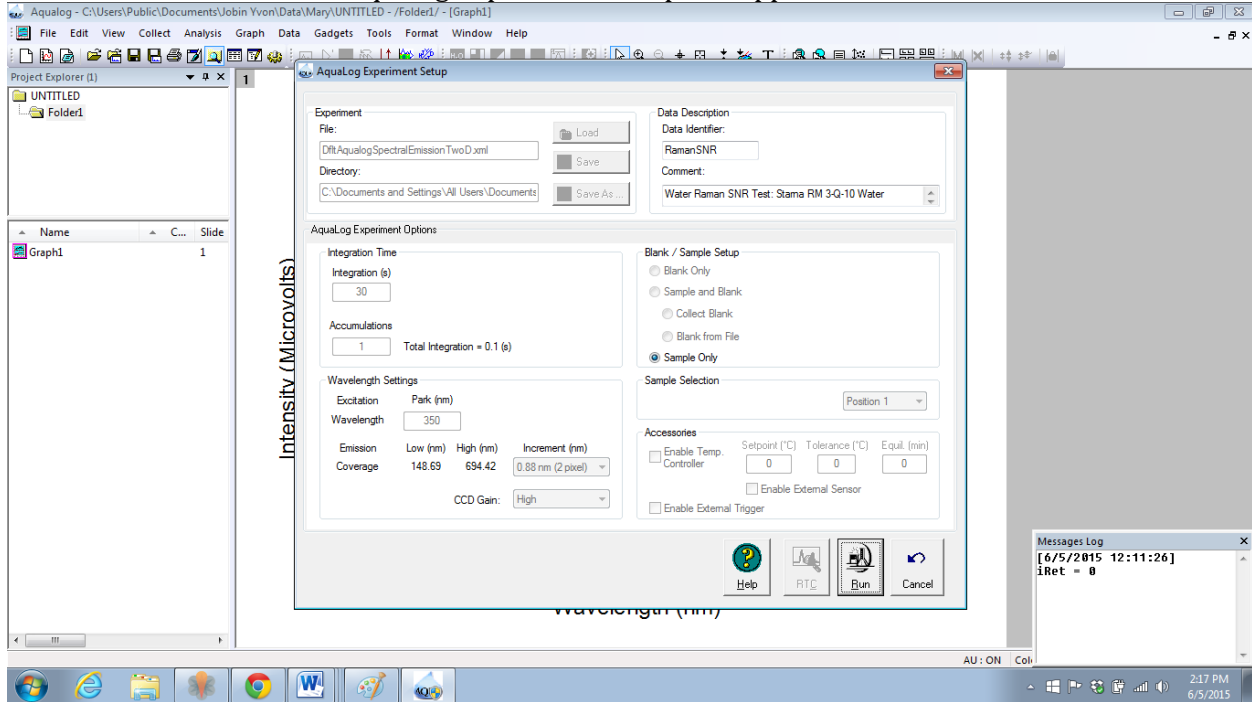 Aqualog - C:\Users\Public\Documents\Jobin Yvon\Data\Mary\UNTITLED - /Folder1/ - [Graph1]
File Edit View Collect Analysis Graph Data Gadgets Tools Format Window Help
Project Explorer (1)
UNTITLED
Folder1
Name C... Slide
Graph1 1
1
Intensity (Microvolts)
Wavelength (nm)
AquaLog Experiment Setup
Experiment
File:
DfltAqualogSpectralEmissionTwoD.xml
Load
Save
Directory:
C:\Documents and Settings\All Users\Documents
Save As ...
Data Description
Data Identifier:
RamanSNR
Comment:
Water Raman SNR Test: Starna RM 3-Q-10 Water
AquaLog Experiment Options
Integration Time
Integration (s)
30
Accumulations
1 Total Integration = 0.1 (s)
Blank / Sample Setup
Blank Only
Sample and Blank
Collect Blank
Blank from File
Sample Only
Wavelength Settings
Excitation Park (nm)
Wavelength 350
Emission Low (nm) High (nm) Increment (nm)
Coverage 148.69 694.42 0.88 nm (2 pixel)
CCD Gain: High
Sample Selection
Position 1
Accessories
Enable Temp. Controller
Setpoint (°C) Tolerance (°C) Equil. (min)
0 0 0
Enable External Sensor
Enable External Trigger
Help RTC Run Cancel
Messages Log
[6/5/2015 12:11:26]
iRet = 0
AU : ON
2:17 PM
6/5/2015